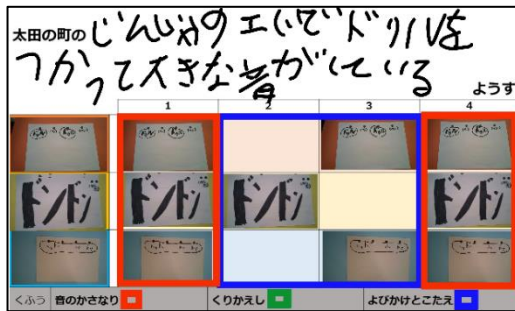 太田の町の じんじゃの工じでドリルを
つかって大きな音がしている
ようす
1 2 3 4
ドンドン ドンドン ドンドン ドンドン
くふう 音のかさなり くりかえし よびかけとこたえ